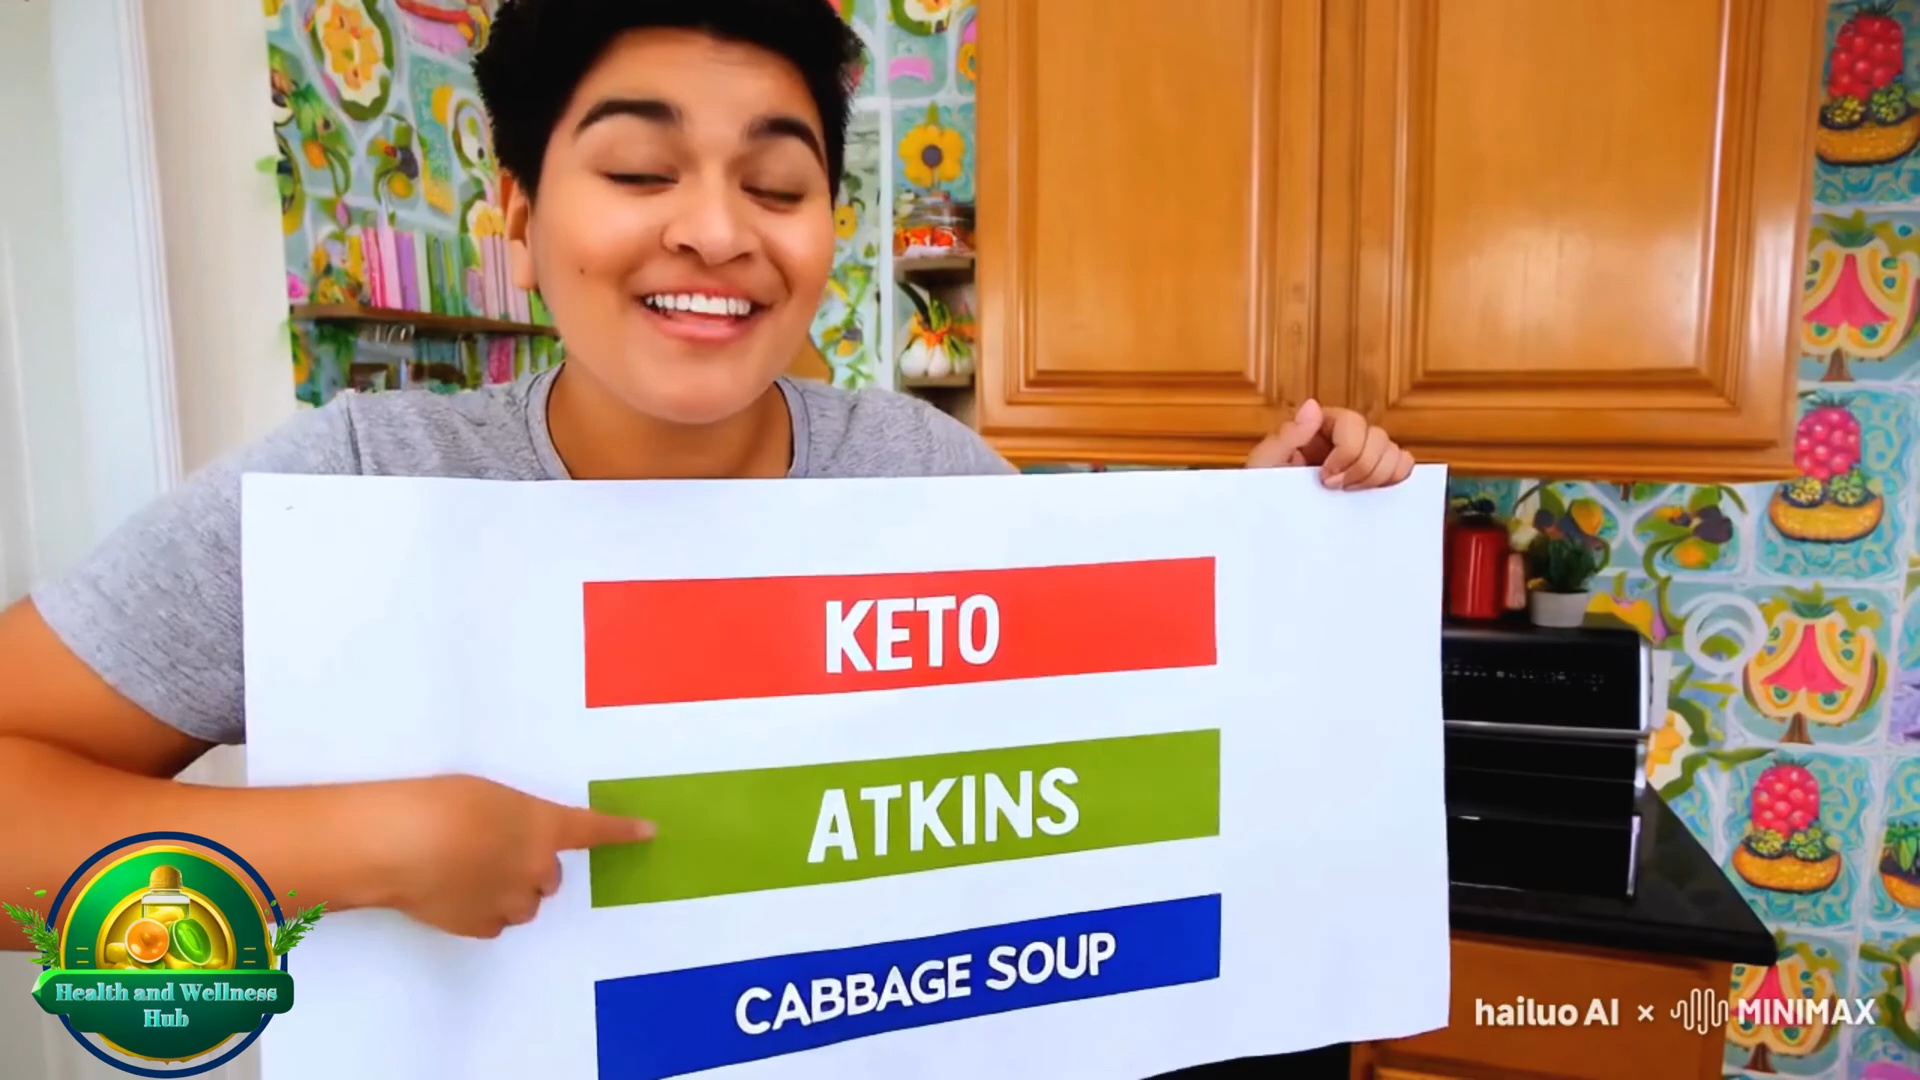 KETO
ATKINS
CABBAGE SOUP
Health and Wellness
Hub
hailuo AI × MINIMAX